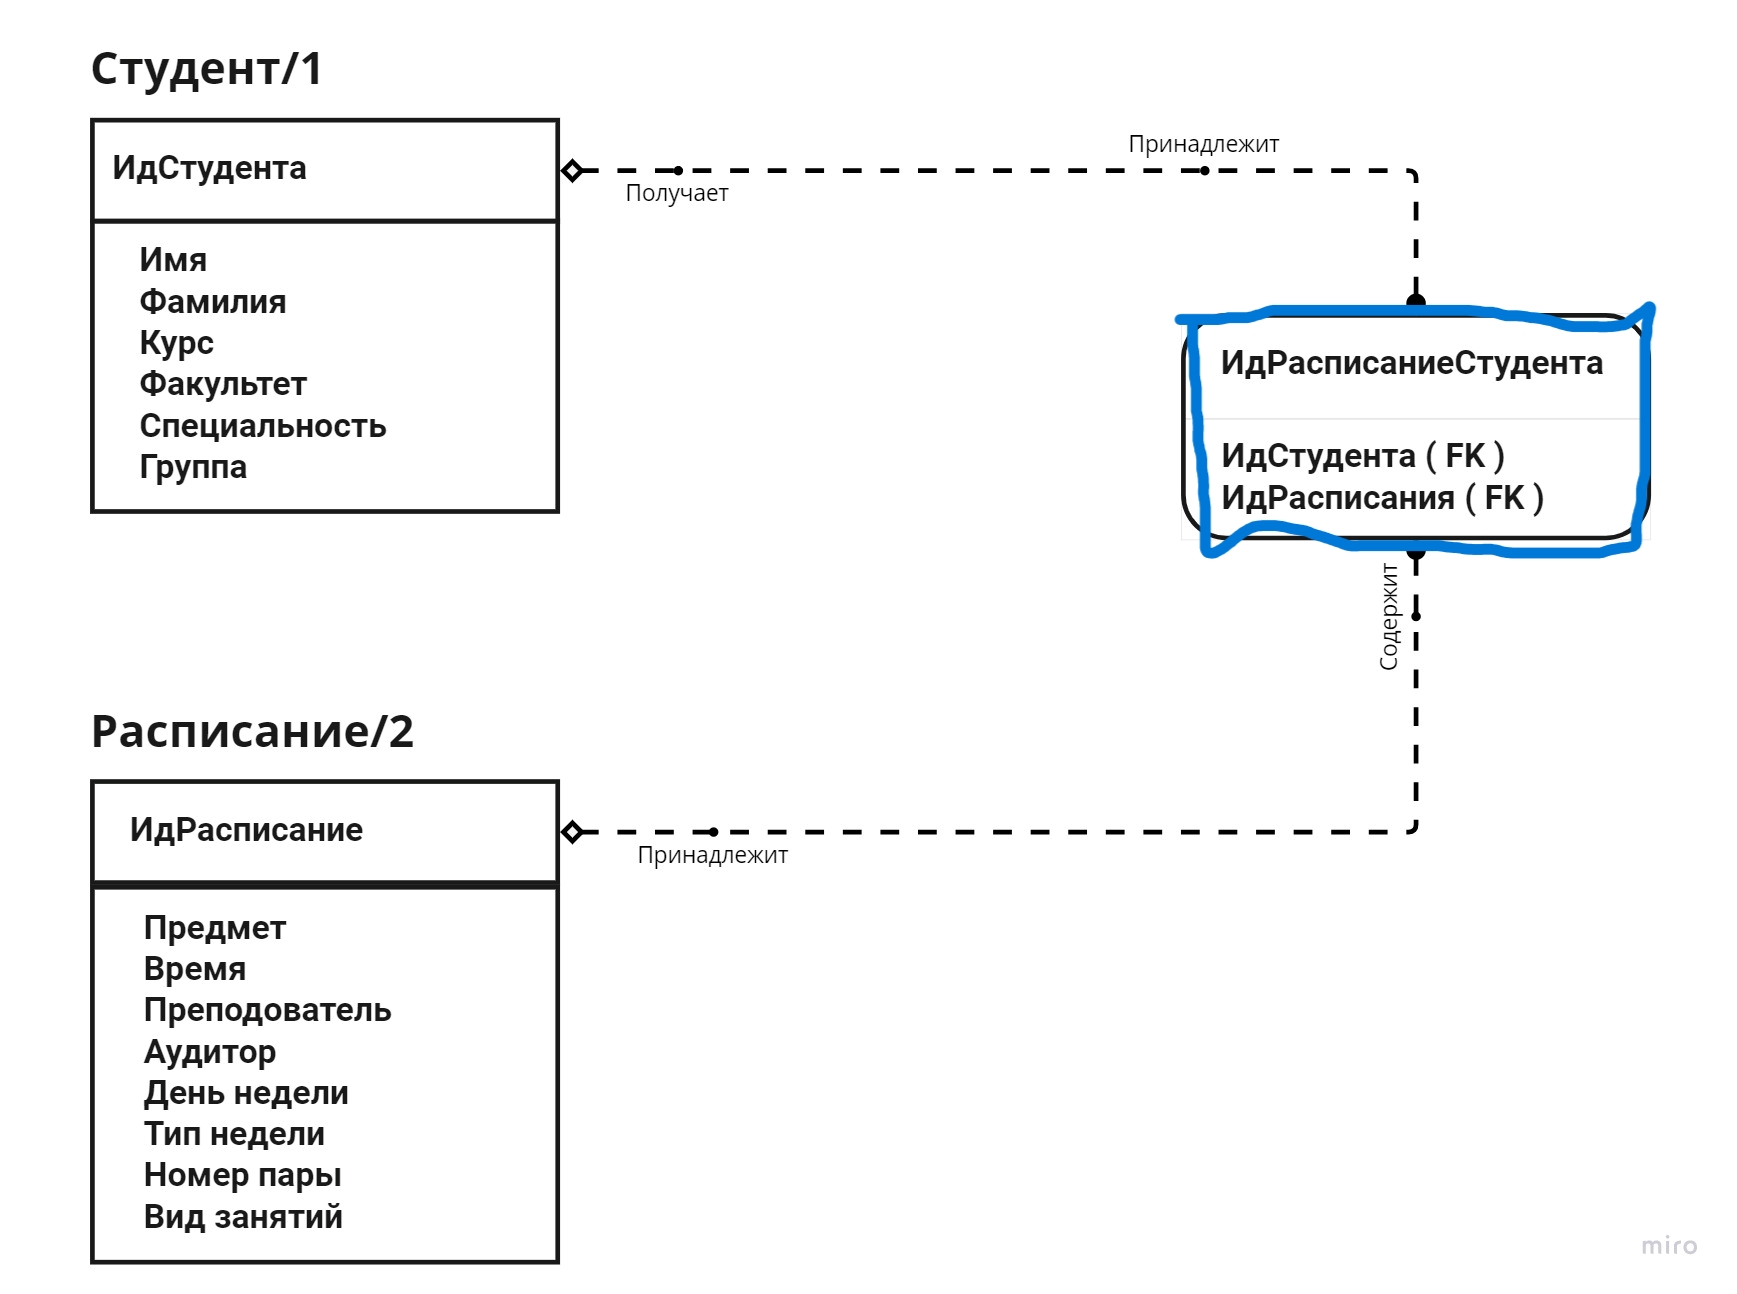 Студент/1
ИдСтудента
Имя
Фамилия
Курс
Факультет
Специальность
Группа
Получает
Принадлежит
ИдРасписаниеСтудента
ИдСтудента ( FK )
ИдРасписания ( FK )
Содержит
Расписание/2
ИдРасписание
Принадлежит
Предмет
Время
Преподователь
Аудитор
День недели
Тип недели
Номер пары
Вид занятий
miro